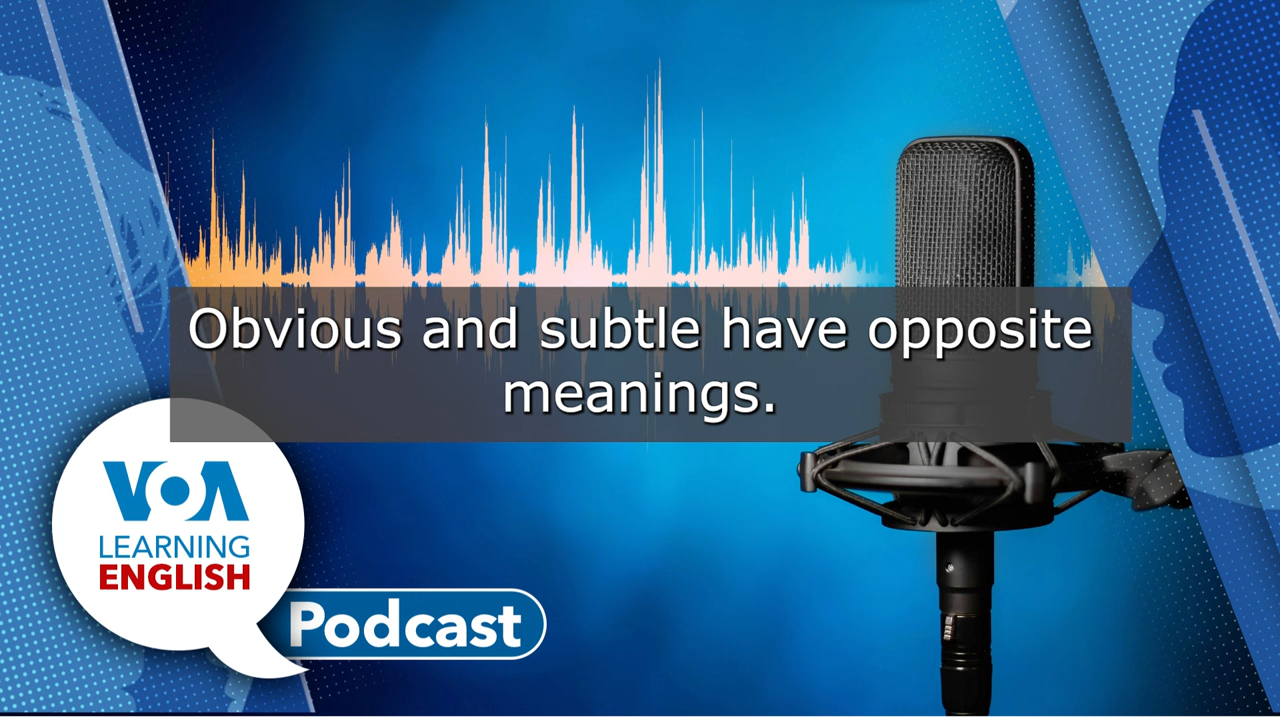 Obvious and subtle have opposite
meanings.
VOA
LEARNING
ENGLISH
Podcast